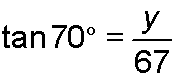 tan 70° = y/67